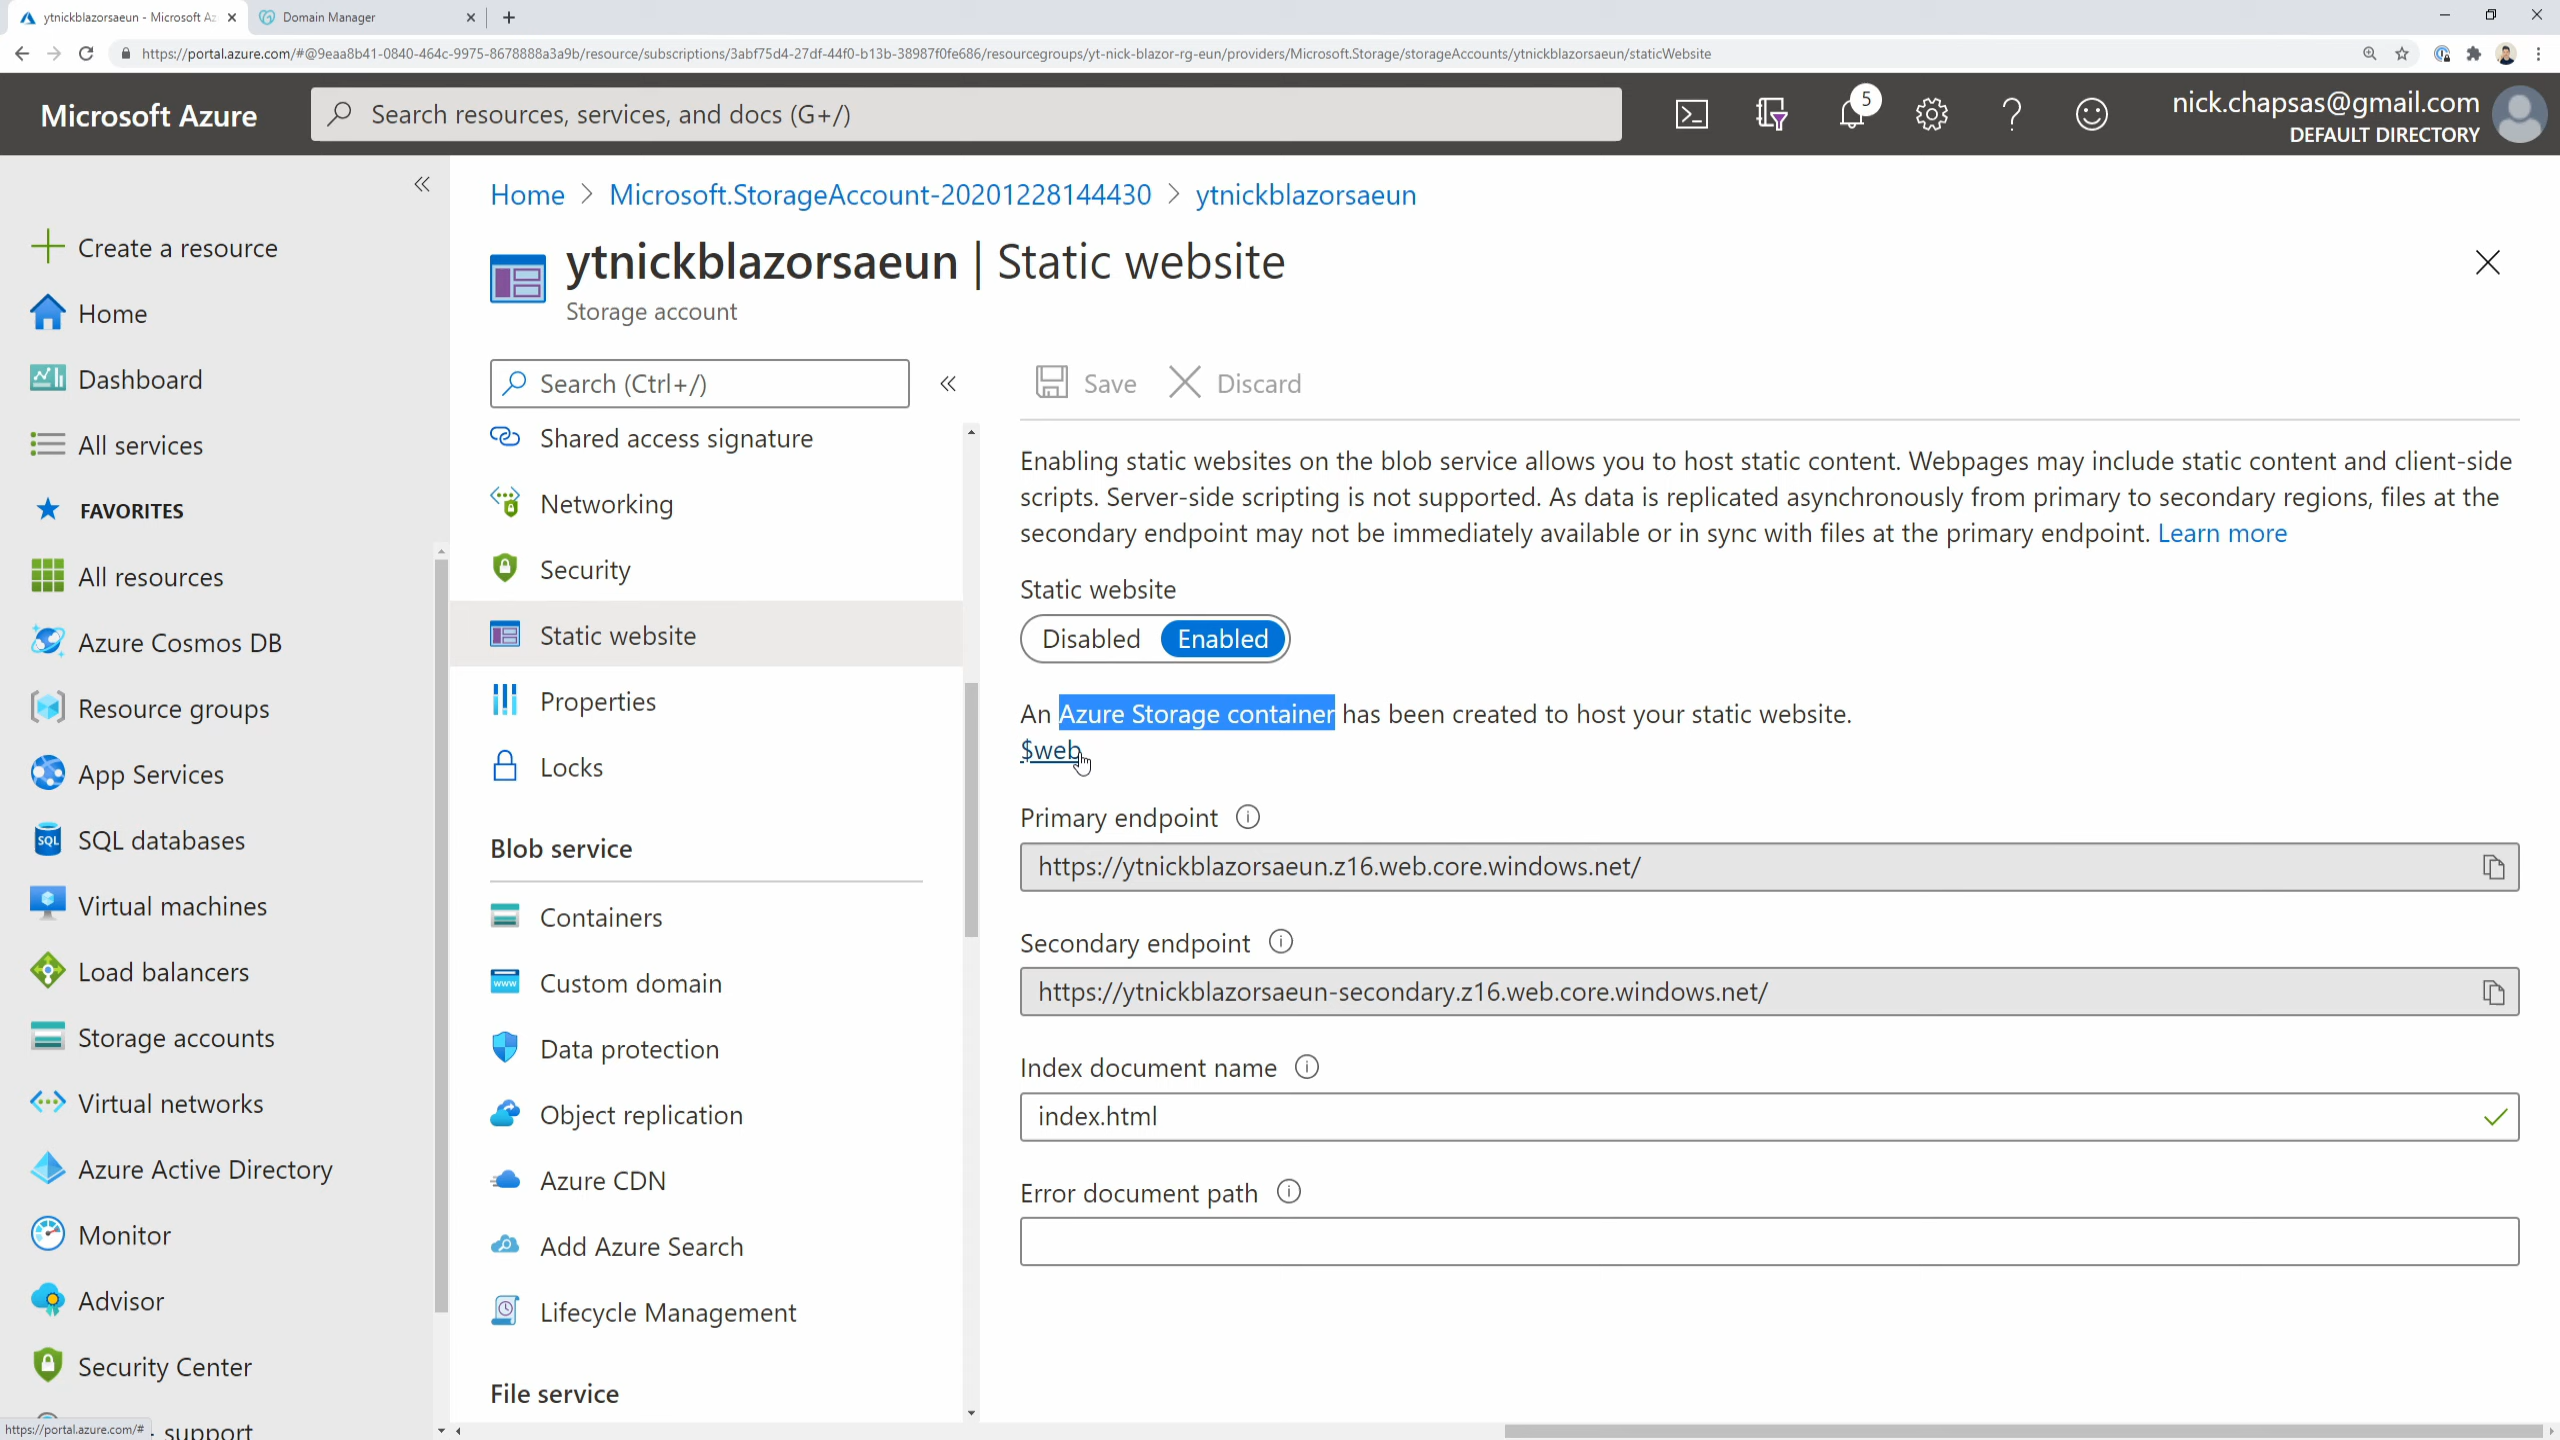 ytnickblazorsaeun - Microsoft Az
Domain Manager
https://portal.azure.com/#@9eaa8b41-0840-464c-9975-8678888a3a9b/resource/subscriptions/3abf75d4-27df-44f0-b13b-38987f0fe686/resourcegroups/yt-nick-blazor-rg-eun/providers/Microsoft.Storage/storageAccounts/ytnickblazorsaeun/staticWebsite
Microsoft Azure
Search resources, services, and docs (G+/)
5
nick.chapsas@gmail.com
DEFAULT DIRECTORY
Create a resource
Home
Dashboard
All services
FAVORITES
All resources
Azure Cosmos DB
Resource groups
App Services
SQL databases
Virtual machines
Load balancers
Storage accounts
Virtual networks
Azure Active Directory
Monitor
Advisor
Security Center
support
https://portal.azure.com/#
Home > Microsoft.StorageAccount-20201228144430 > ytnickblazorsaeun
ytnickblazorsaeun | Static website
Storage account
Search (Ctrl+/)
Shared access signature
Networking
Security
Static website
Properties
Locks
Blob service
Containers
Custom domain
Data protection
Object replication
Azure CDN
Add Azure Search
Lifecycle Management
File service
Save
Discard
Enabling static websites on the blob service allows you to host static content. Webpages may include static content and client-side
scripts. Server-side scripting is not supported. As data is replicated asynchronously from primary to secondary regions, files at the
secondary endpoint may not be immediately available or in sync with files at the primary endpoint. Learn more
Static website
Disabled
Enabled
An Azure Storage container has been created to host your static website.
$web
Primary endpoint
https://ytnickblazorsaeun.z16.web.core.windows.net/
Secondary endpoint
https://ytnickblazorsaeun-secondary.z16.web.core.windows.net/
Index document name
index.html
Error document path